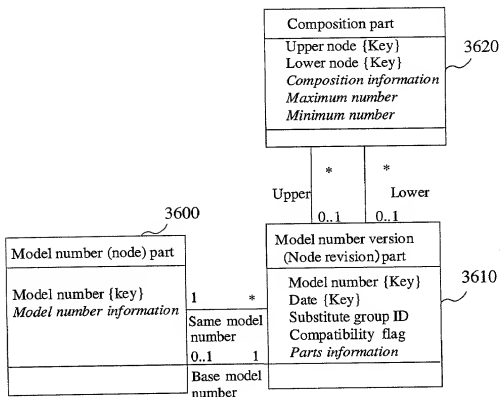 Composition part
Upper node {Key}
Lower node {Key}
Composition information
Maximum number
Minimum number
3620
*
*
Upper
Lower
0..1
0..1
3600
Model number (node) part
Model number {key}
Model number information
1
*
Same model
number
0..1
1
Base model
number
Model number version
(Node revision) part
Model number {Key}
Date {Key}
Substitute group ID
Compatibility flag
Parts information
3610